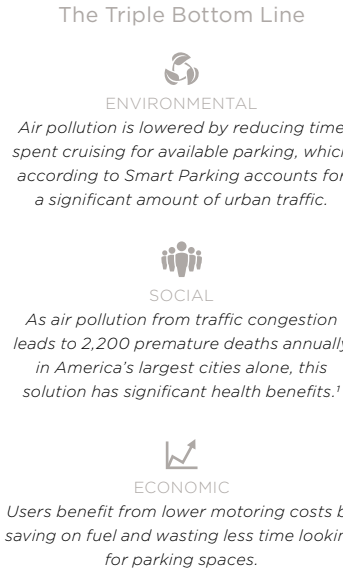 The Triple Bottom Line
ENVIRONMENTAL
Air pollution is lowered by reducing time
spent cruising for available parking, which
according to Smart Parking accounts for
a significant amount of urban traffic.
SOCIAL
As air pollution from traffic congestion
leads to 2,200 premature deaths annually
in America’s largest cities alone, this
solution has significant health benefits.¹
ECONOMIC
Users benefit from lower motoring costs b
saving on fuel and wasting less time lookin
for parking spaces.